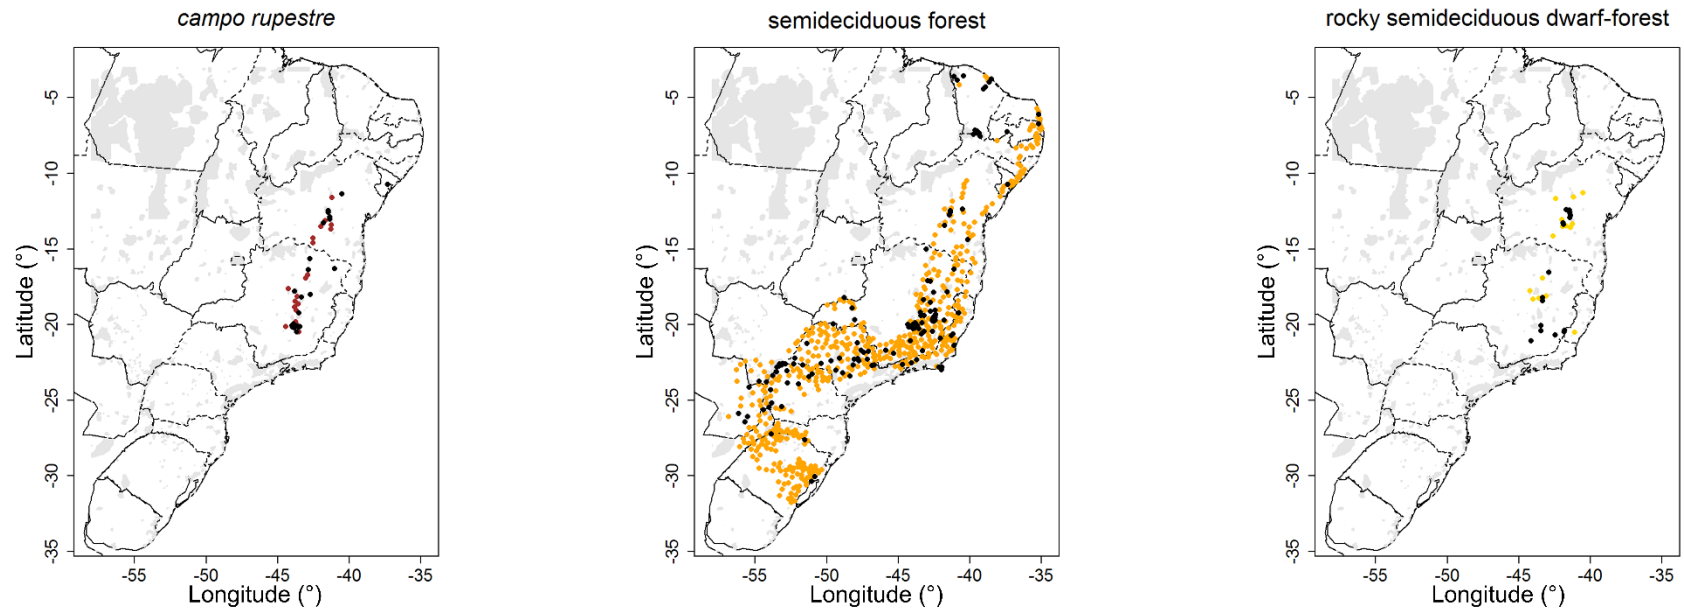 campo rupestre
semideciduous forest
rocky semideciduous dwarf-forest
Latitude (°)
-5
-10
-15
-20
-25
-30
-35
-55 -50 -45 -40 -35
Longitude (°)
Latitude (°)
-5
-10
-15
-20
-25
-30
-35
-55 -50 -45 -40 -35
Longitude (°)
Latitude (°)
-5
-10
-15
-20
-25
-30
-35
-55 -50 -45 -40 -35
Longitude (°)